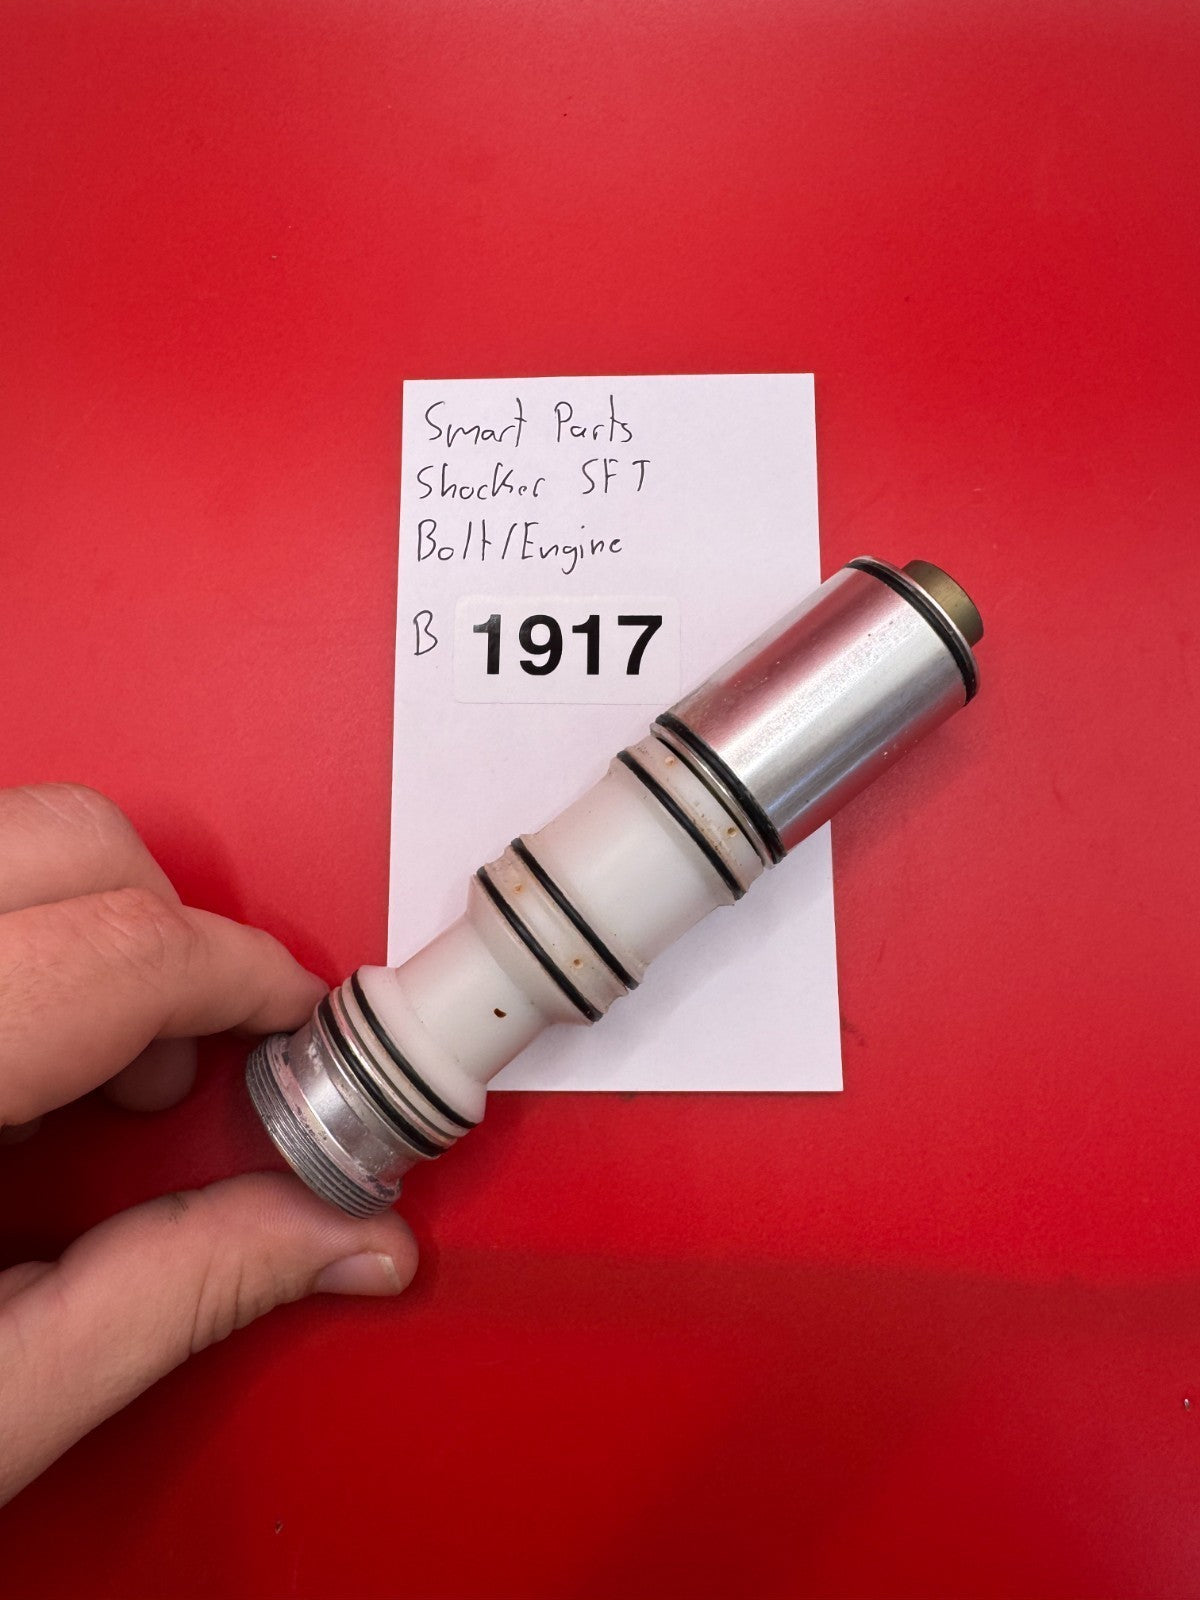 Smart Parts
Shocker SFT
Bolt/Engine
B 1917